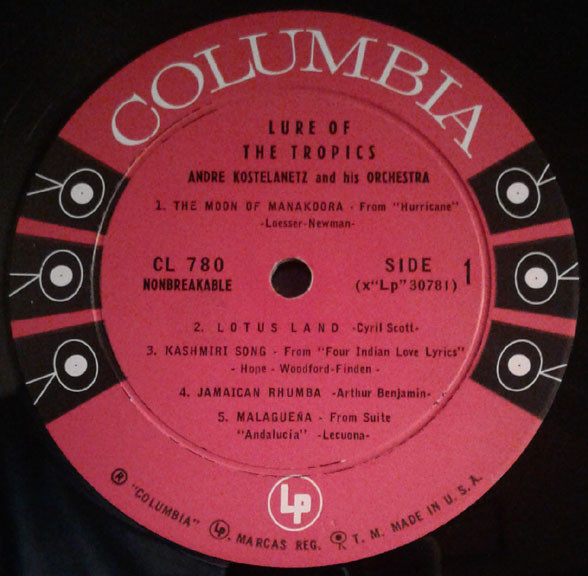 COLUMBIA
LURE OF
THE TROPICS
ANDRE KOSTELANETZ and his ORCHESTRA
1. THE MOON OF MANAKOORA - From "Hurricane"
-Loesser-Newman-
CL 780
NONBREAKABLE
SIDE 1
(x"Lp"30781)
2. LOTUS LAND -Cyril Scott-
3. KASHMIRI SONG - From "Four Indian Love Lyrics"
- Hope - Woodford-Finden -
4. JAMAICAN RHUMBA -Arthur Benjamin-
5. MALAGUEÑA - From Suite
"Andalucía" -Lecuona-
Lp
® "COLUMBIA" Lp. MARCAS REG. T. M. MADE IN U. S. A.